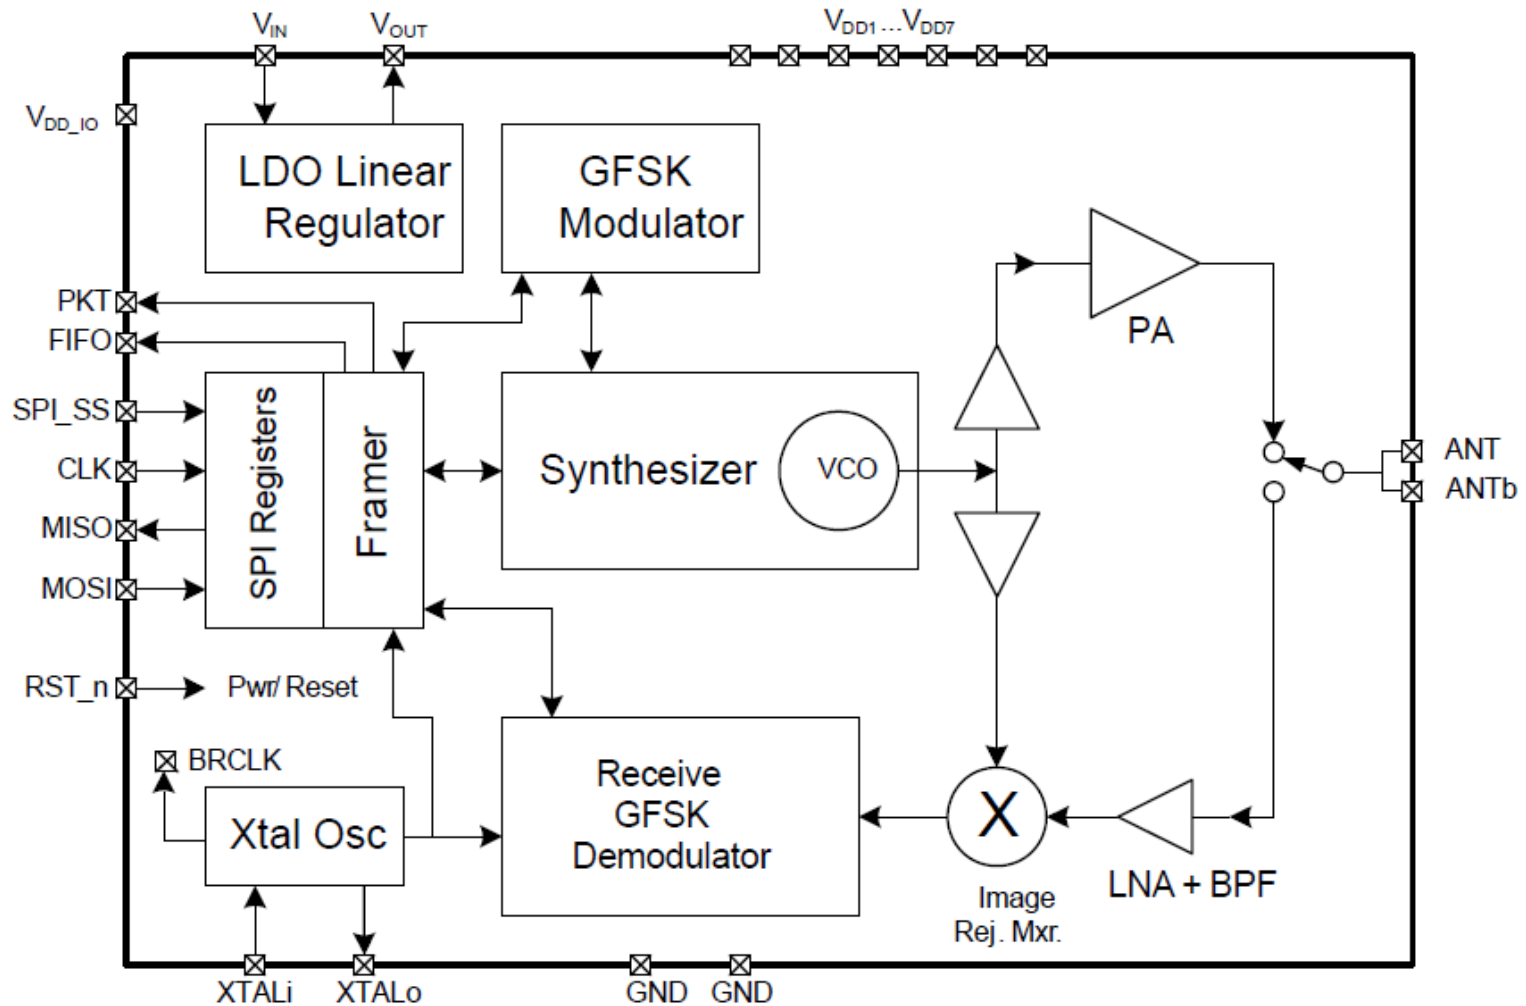 VIN VOUT VDD1...VDD7
VDD_IO
LDO Linear
Regulator
GFSK
Modulator
PKT
FIFO
SPI_SS
CLK
MISO
MOSI
SPI Registers
Framer
Synthesizer
VCO
PA
ANT
ANTb
RST_n
Pwr/ Reset
BRCLK
Xtal Osc
Receive
GFSK
Demodulator
X
Image
Rej. Mxr.
LNA + BPF
XTALi XTALo GND GND